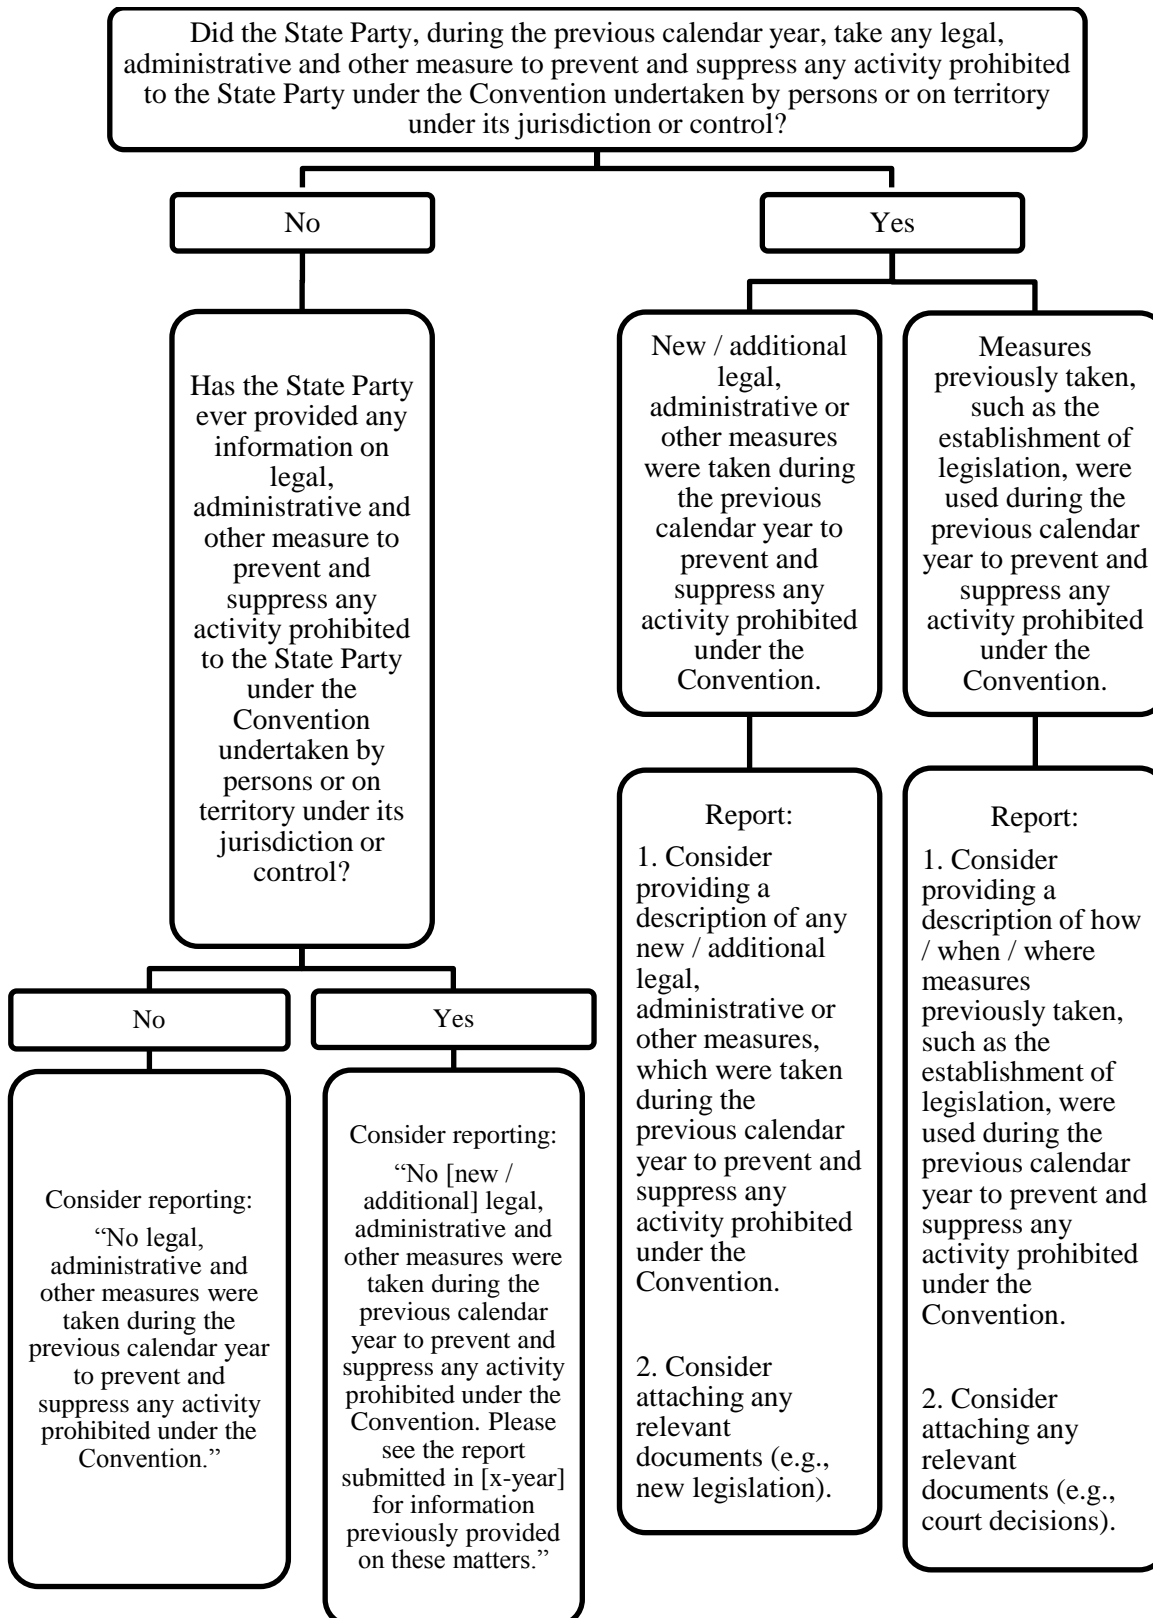 Did the State Party, during the previous calendar year, take any legal,
administrative and other measure to prevent and suppress any activity prohibited
to the State Party under the Convention undertaken by persons or on territory
under its jurisdiction or control?
No
Yes
Has the State Party
ever provided any
information on
legal,
administrative and
other measure to
prevent and
suppress any
activity prohibited
to the State Party
under the
Convention
undertaken by
persons or on
territory under its
jurisdiction or
control?
New / additional
legal,
administrative or
other measures
were taken during
the previous
calendar year to
prevent and
suppress any
activity prohibited
under the
Convention.
Measures
previously taken,
such as the
establishment of
legislation, were
used during the
previous calendar
year to prevent and
suppress any
activity prohibited
under the
Convention.
No
Yes
Consider reporting:
“No legal,
administrative and
other measures were
taken during the
previous calendar year
to prevent and
suppress any activity
prohibited under the
Convention.”
Consider reporting:
“No [new /
additional] legal,
administrative and
other measures were
taken during the
previous calendar
year to prevent and
suppress any activity
prohibited under the
Convention. Please
see the report
submitted in [x-year]
for information
previously provided
on these matters.”
Report:
1. Consider
providing a
description of any
new / additional
legal,
administrative or
other measures,
which were taken
during the
previous calendar
year to prevent and
suppress any
activity prohibited
under the
Convention.
2. Consider
attaching any
relevant
documents (e.g.,
new legislation).
Report:
1. Consider
providing a
description of how
/ when / where
measures
previously taken,
such as the
establishment of
legislation, were
used during the
previous calendar
year to prevent and
suppress any
activity prohibited
under the
Convention.
2. Consider
attaching any
relevant
documents (e.g.,
court decisions).